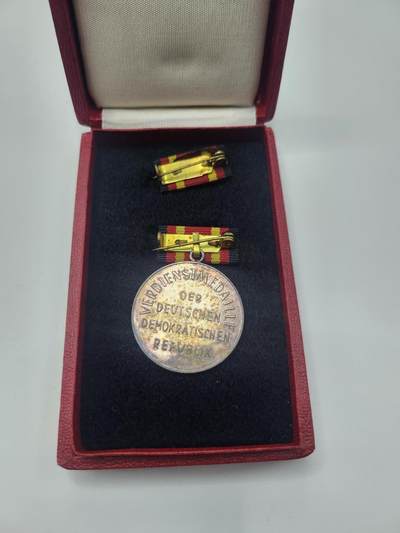 VERDIENSTMEDAILLE
DER
DEUTSCHEN
DEMOKRATISCHEN
REPUBLIK